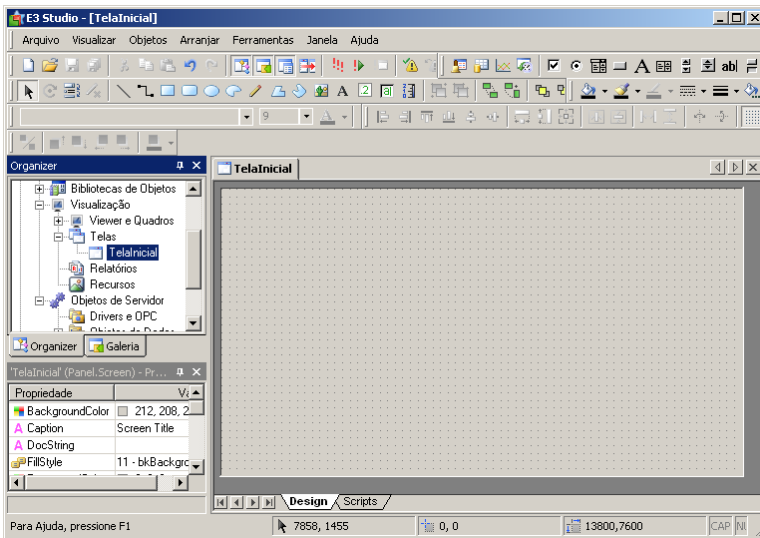 E3 Studio - [TelaInicial]
Arquivo Visualizar Objetos Arranjar Ferramentas Janela Ajuda
A
ab|
A 2
9
A
Organizer
Bibliotecas de Objetos
Visualização
Viewer e Quadros
Telas
TelaInicial
Relatórios
Recursos
Objetos de Servidor
Drivers e OPC
Organizer Galeria
'TelaInicial' (Panel.Screen) - Pr...
Propriedade
BackgroundColor 212, 208, 2
A Caption Screen Title
A DocString
FillStyle 11 - bkBackgrc
TelaInicial
Design Scripts
Para Ajuda, pressione F1 7858, 1455 0, 0 13800,7600 CAP